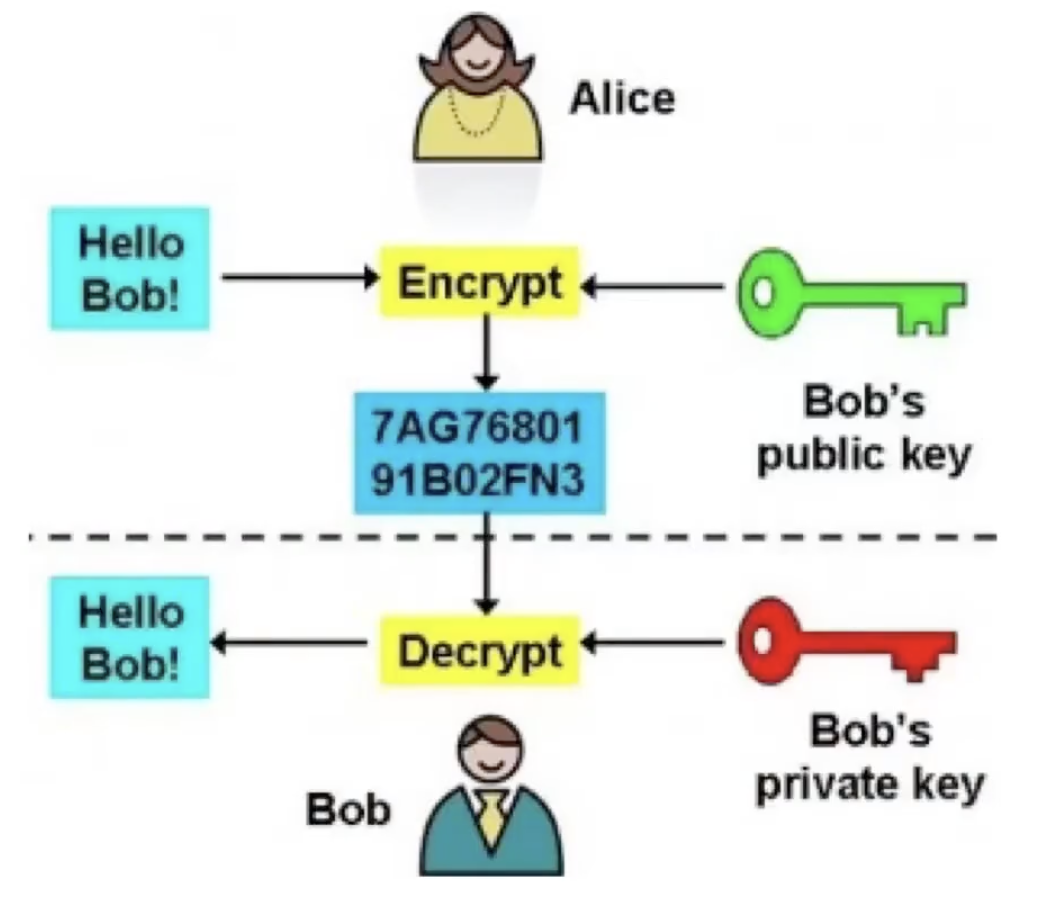 Alice
Hello
Bob!
Encrypt
7AG76801
91B02FN3
Bob's
public key
Hello
Bob!
Decrypt
Bob's
private key
Bob